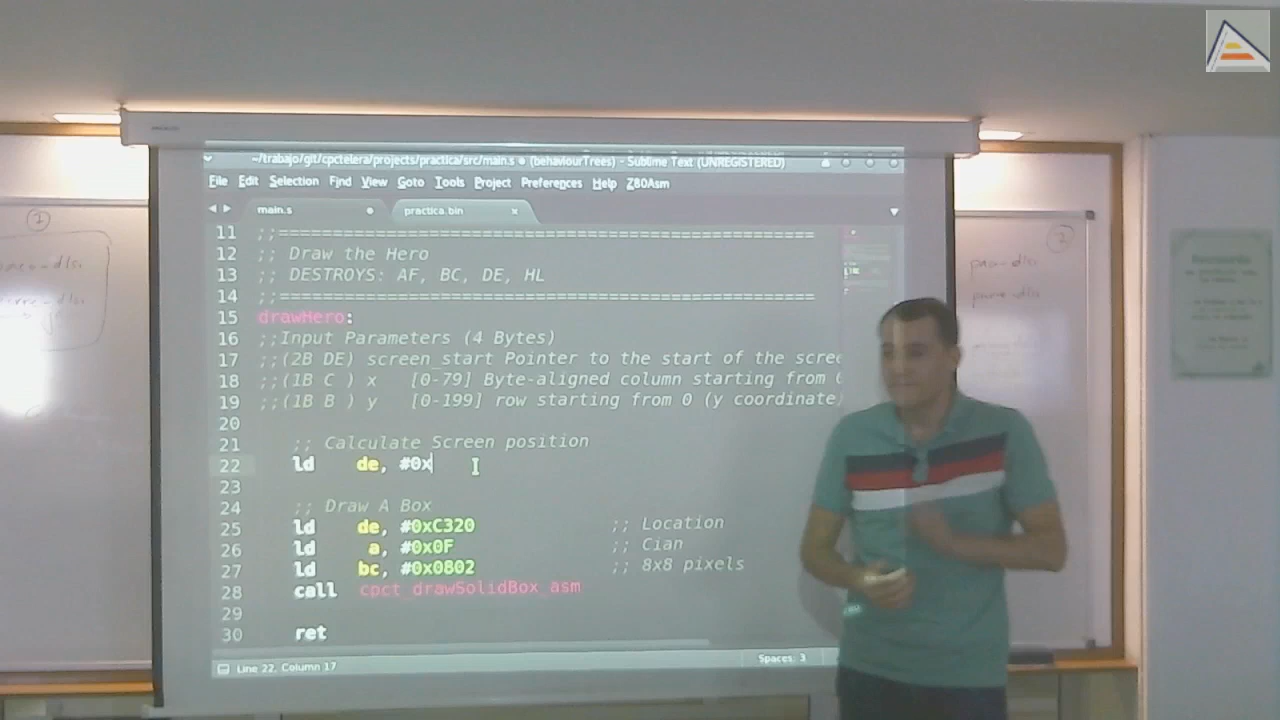 ~/trabajo/git/cpctelera/projects/practica/src/main.s • (behaviourTrees) - Sublime Text (UNREGISTERED)
File Edit Selection Find View Goto Tools Project Preferences Help Z80Asm
main.s practica.bin
11 ;;====================================================
12 ;; Draw the Hero
13 ;; DESTROYS: AF, BC, DE, HL
14 ;;====================================================
15 drawHero:
16 ;;Input Parameters (4 Bytes)
17 ;;(2B DE) screen_start Pointer to the start of the scree
18 ;;(1B C ) x [0-79] Byte-aligned column starting from 0
19 ;;(1B B ) y [0-199] row starting from 0 (y coordinate)
20
21 ;; Calculate Screen position
22 ld de, #0x
23
24 ;; Draw A Box
25 ld de, #0xC320 ;; Location
26 ld a, #0x0F ;; Cian
27 ld bc, #0x0802 ;; 8x8 pixels
28 call cpct_drawSolidBox_asm
29
30 ret
Line 22, Column 17 Spaces: 3
2
2